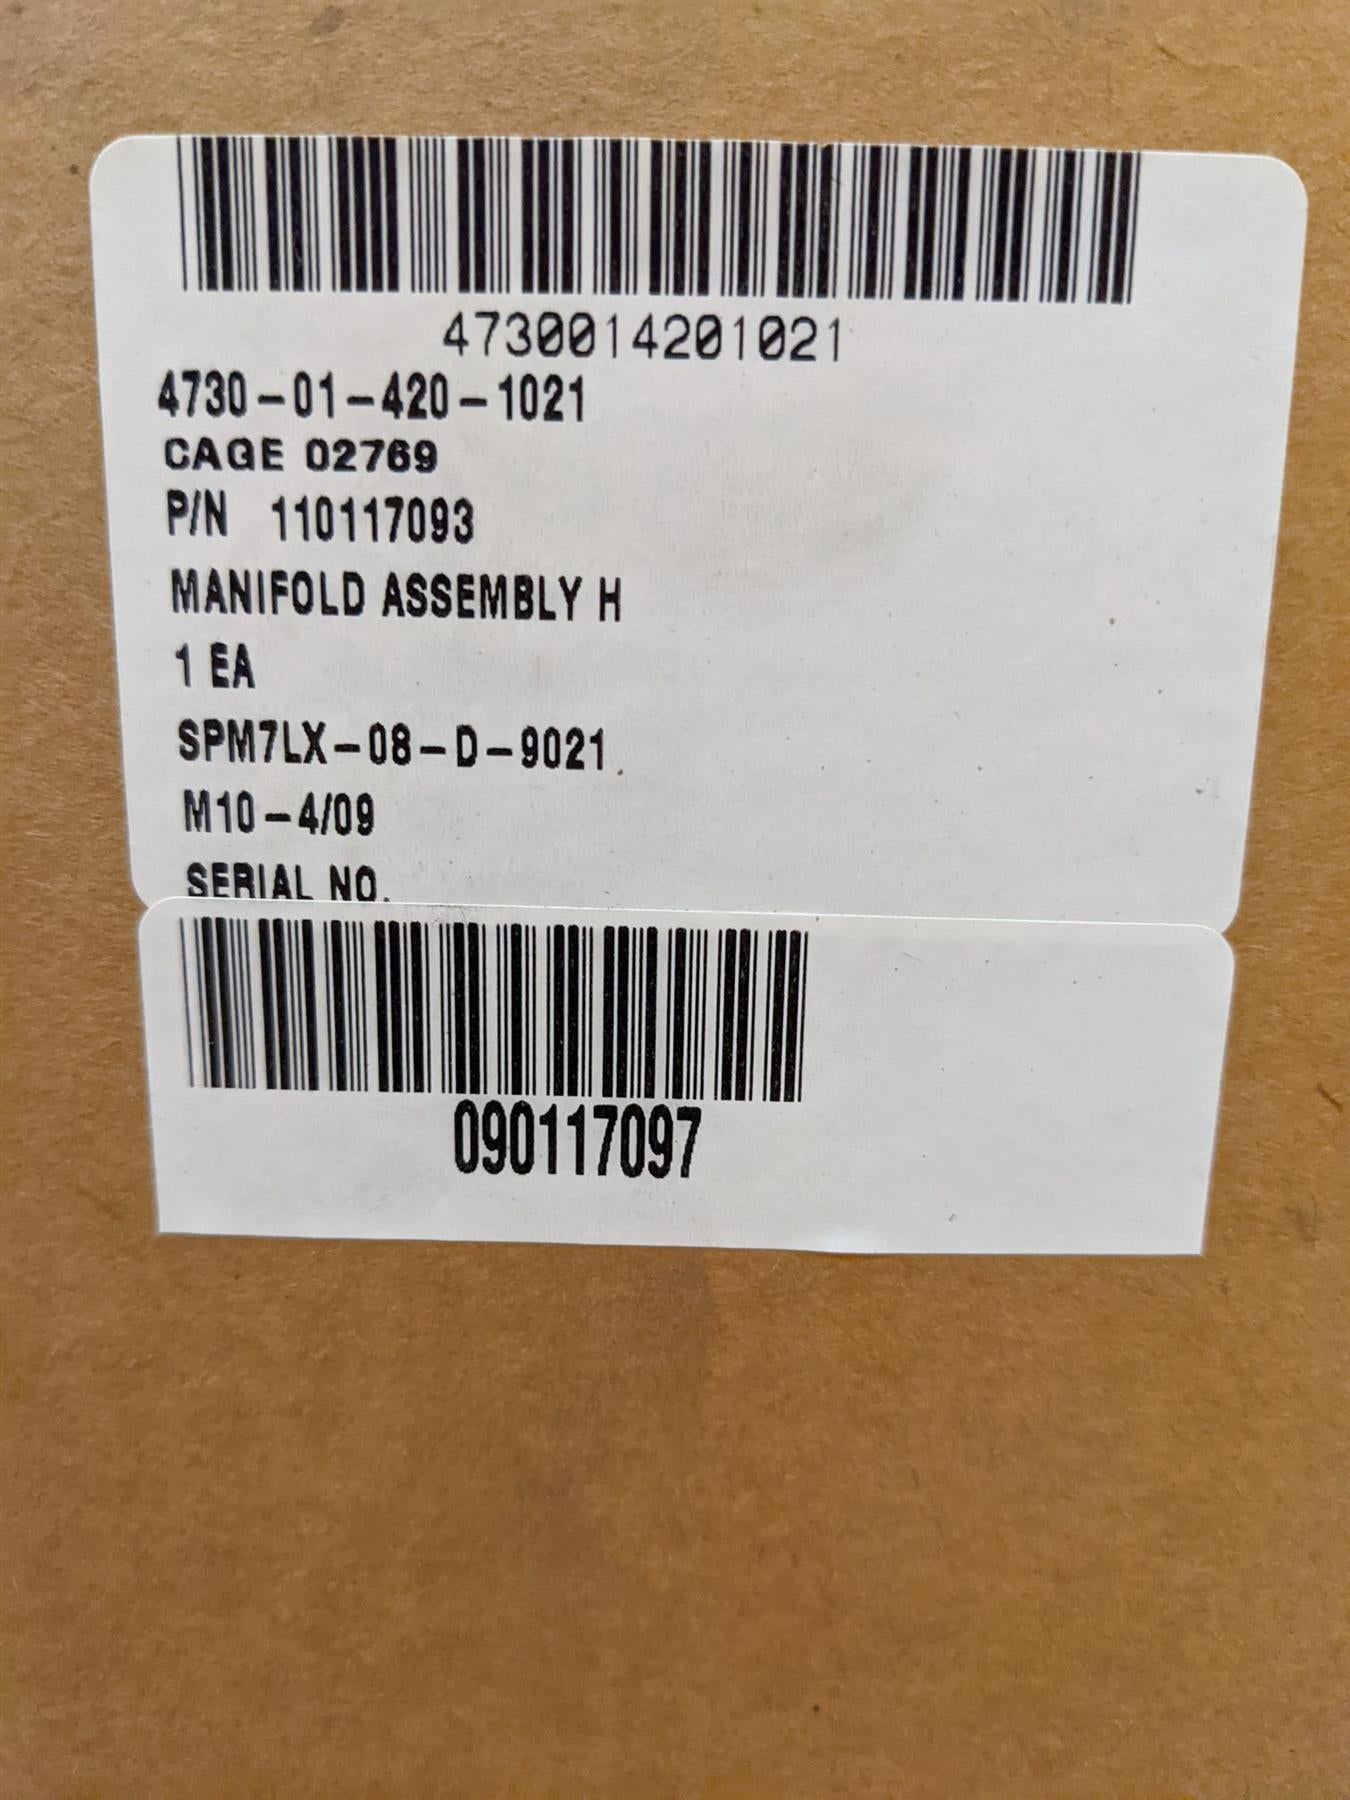 4730014201021
4730-01-420-1021
CAGE 02769
P/N 110117093
MANIFOLD ASSEMBLY H
1 EA
SPM7LX-08-D-9021
M10-4/09
SERIAL NO.
090117097